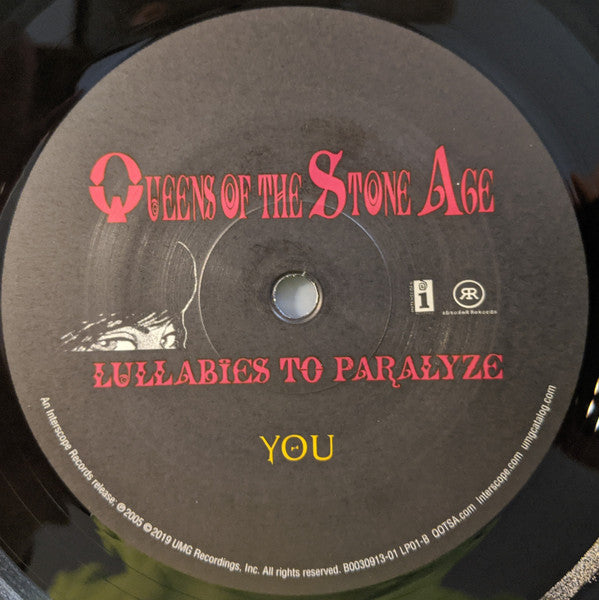 QUEENS OF THE STONE AGE
i
RR
LULLABIES TO PARALYZE
YOU
An Interscope Records release; ℗ 2005 © 2019 UMG Recordings, Inc. All rights reserved. B0030913-01 LP01-B QOTSA.com interscope.com umgcatalog.com